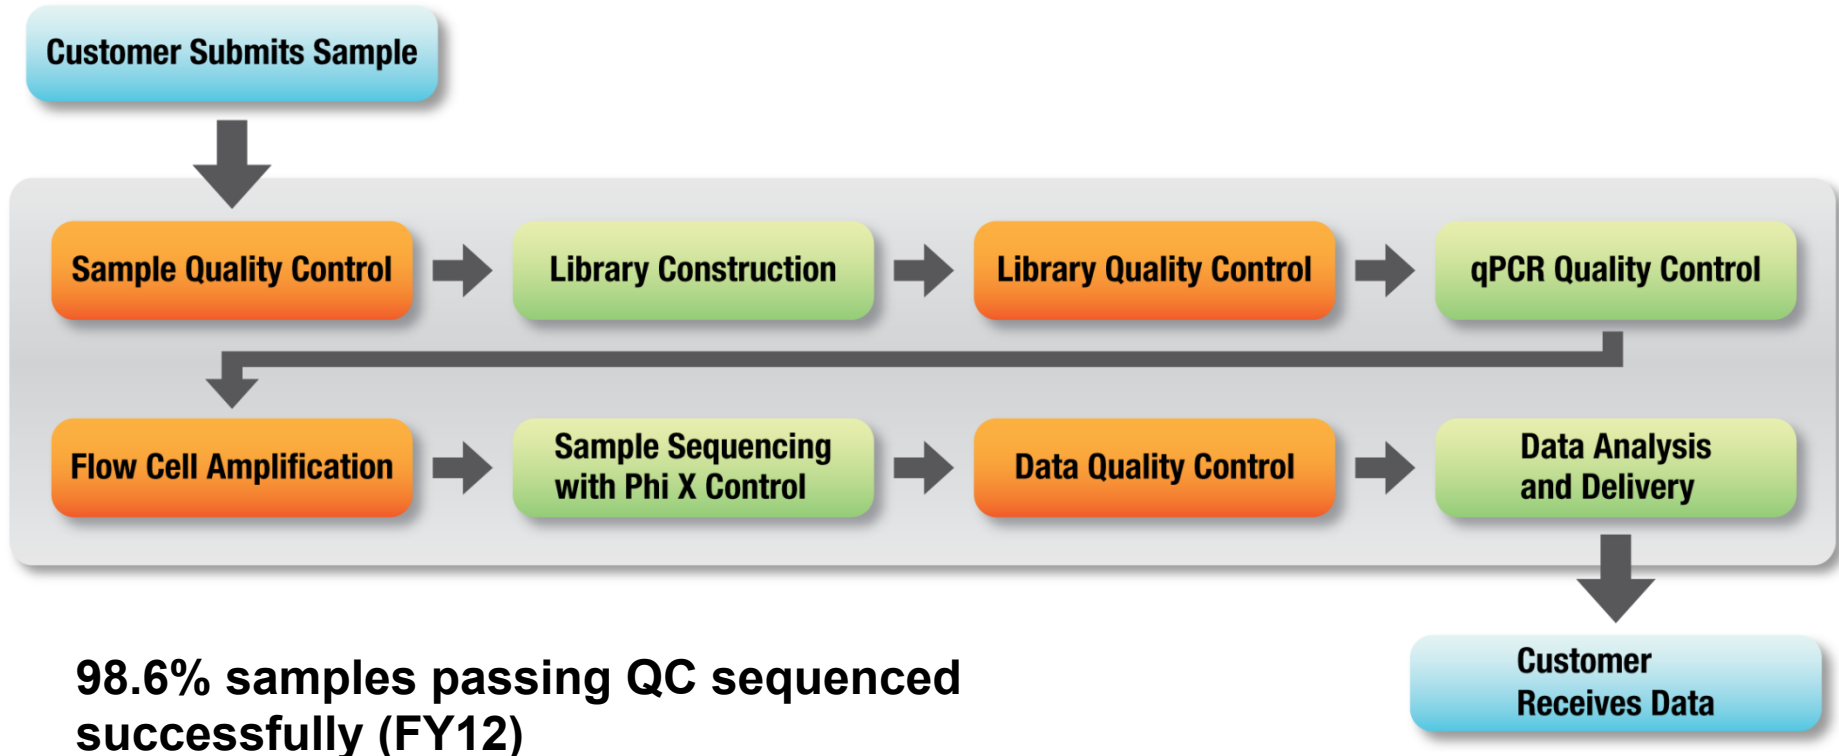 Customer Submits Sample
Sample Quality Control
Library Construction
Library Quality Control
qPCR Quality Control
Flow Cell Amplification
Sample Sequencing
with Phi X Control
Data Quality Control
Data Analysis
and Delivery
Customer
Receives Data
98.6% samples passing QC sequenced
successfully (FY12)